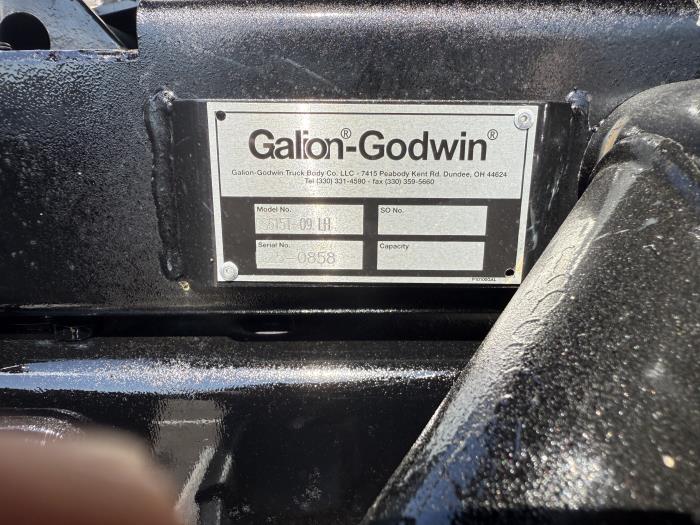 Galion®-Godwin®
Galion-Godwin Truck Body Co. LLC - 7415 Peabody Kent Rd. Dundee, OH 44624
Tel (330) 331-4590 - fax (330) 359-5660
Model No.
SO No.
Serial No.
-0858
Capacity